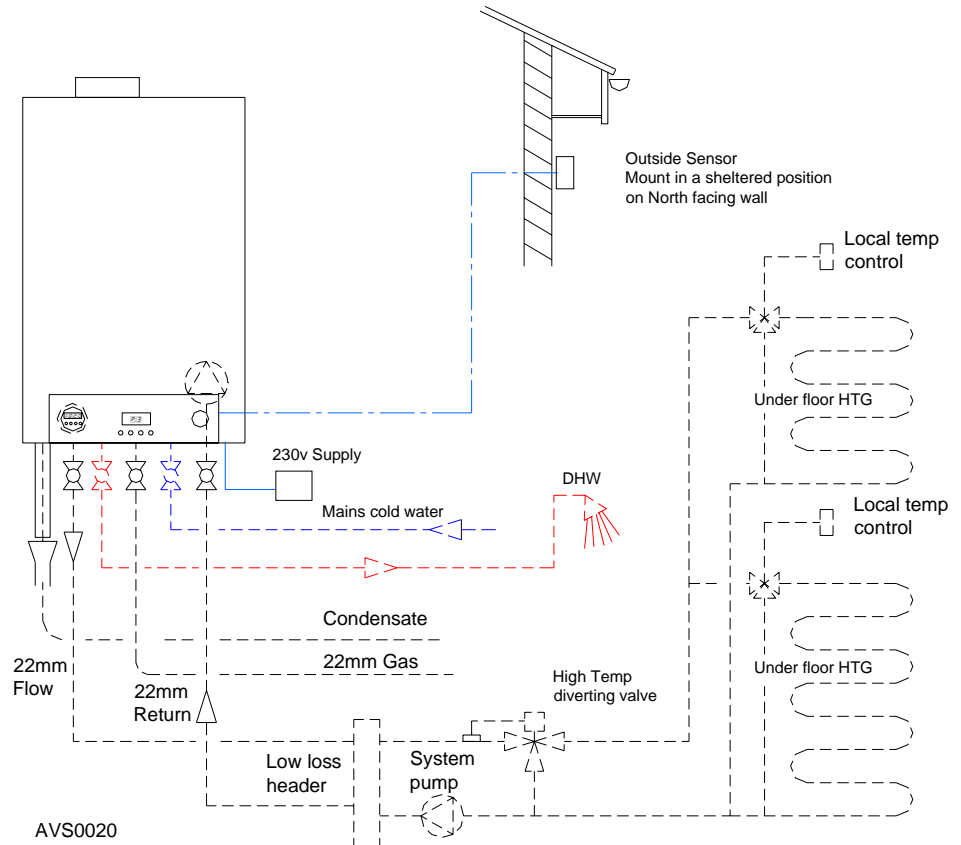 Outside Sensor
Mount in a sheltered position
on North facing wall
Local temp
control
Under floor HTG
230v Supply
DHW
Mains cold water
Local temp
control
Condensate
22mm
Flow
22mm Gas
22mm
Return
High Temp
diverting valve
Under floor HTG
Low loss
header
System
pump
AVS0020